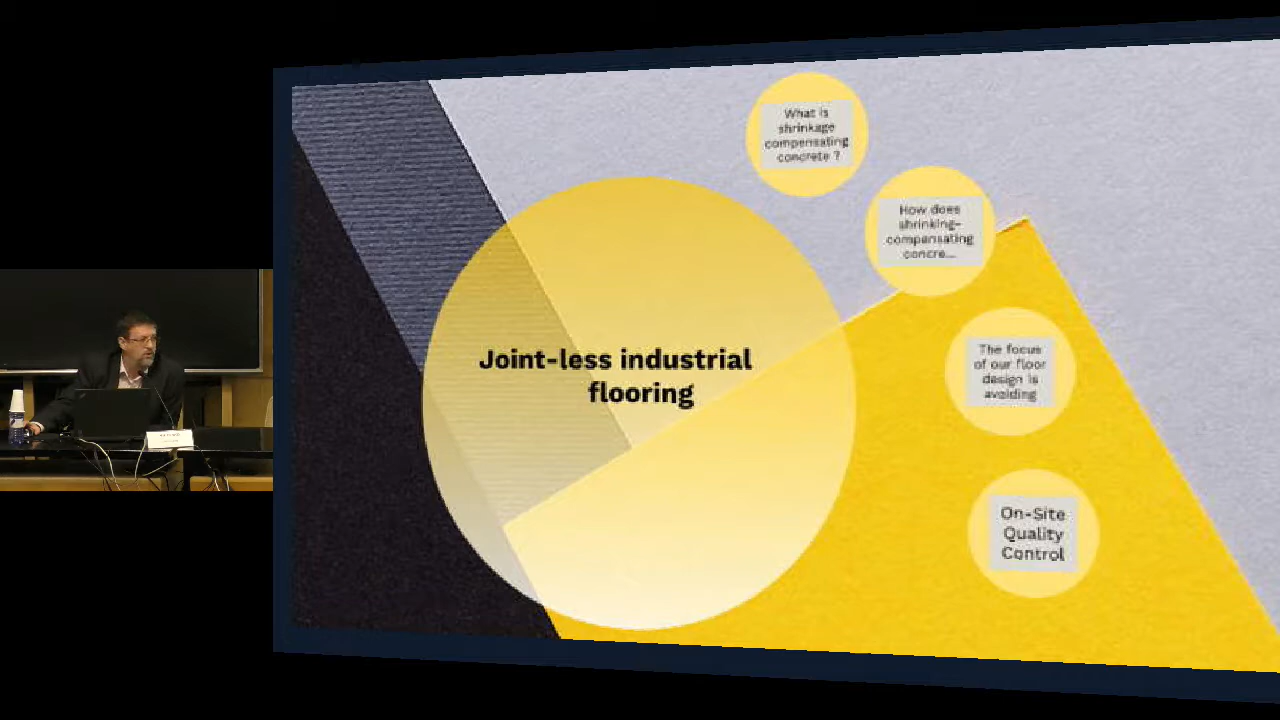 Joint-less industrial
flooring
What is
shrinkage
compensating
concrete ?
How does
shrinking-
compensating
concre...
The focus
of our floor
design is
avoiding
On-Site
Quality
Control